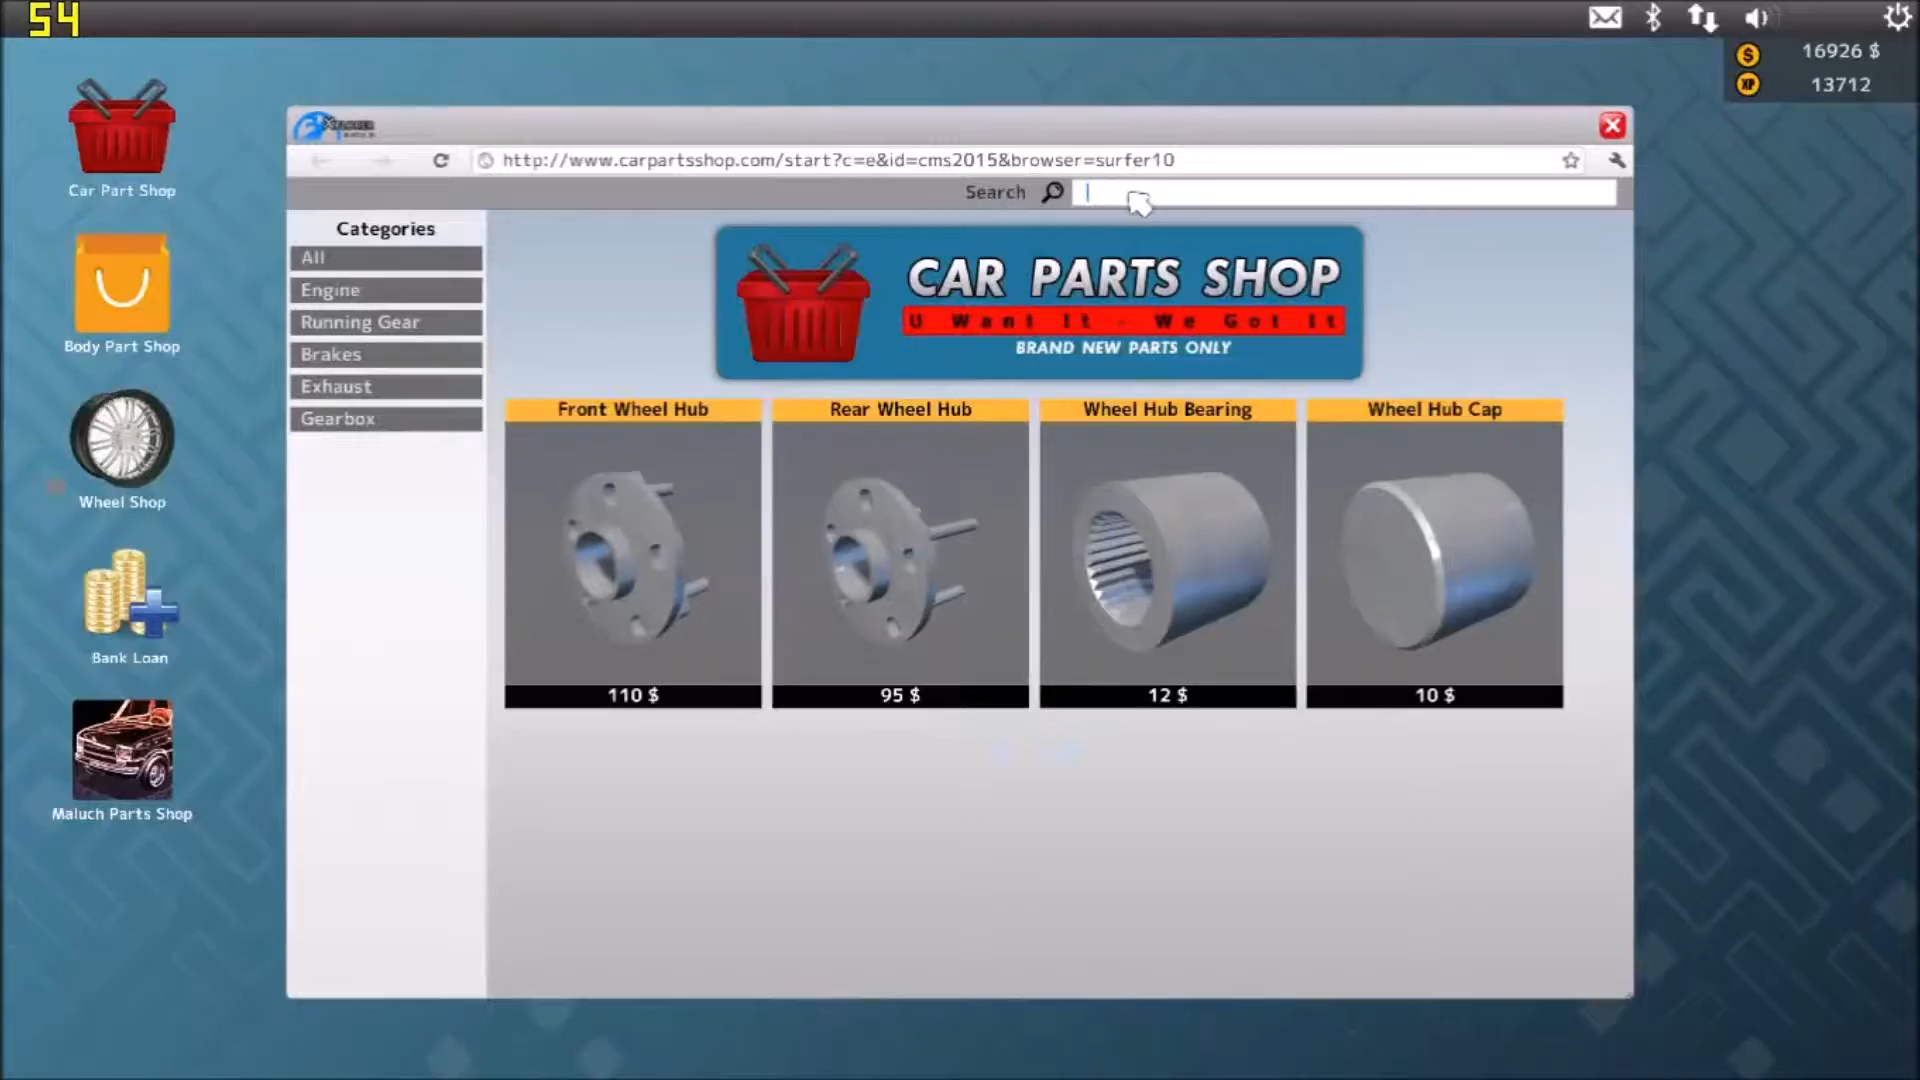 54
16926 $
13712
XP
Car Part Shop
Body Part Shop
Wheel Shop
Bank Loan
Maluch Parts Shop
http://www.carpartsshop.com/start?c=e&id=cms2015&browser=surfer10
Search
Categories
All
Engine
Running Gear
Brakes
Exhaust
Gearbox
CAR PARTS SHOP
U Want It - We Got It
BRAND NEW PARTS ONLY
Front Wheel Hub
110 $
Rear Wheel Hub
95 $
Wheel Hub Bearing
12 $
Wheel Hub Cap
10 $